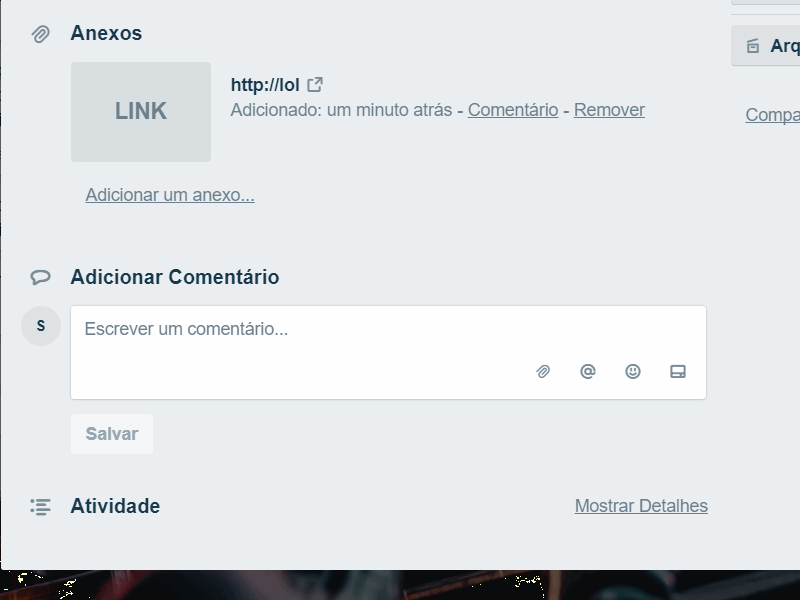 Anexos
LINK
http://lol
Adicionado: um minuto atrás - Comentário - Remover
Adicionar um anexo...
Adicionar Comentário
S
Escrever um comentário...
Salvar
Atividade
Mostrar Detalhes
Arq
Compa